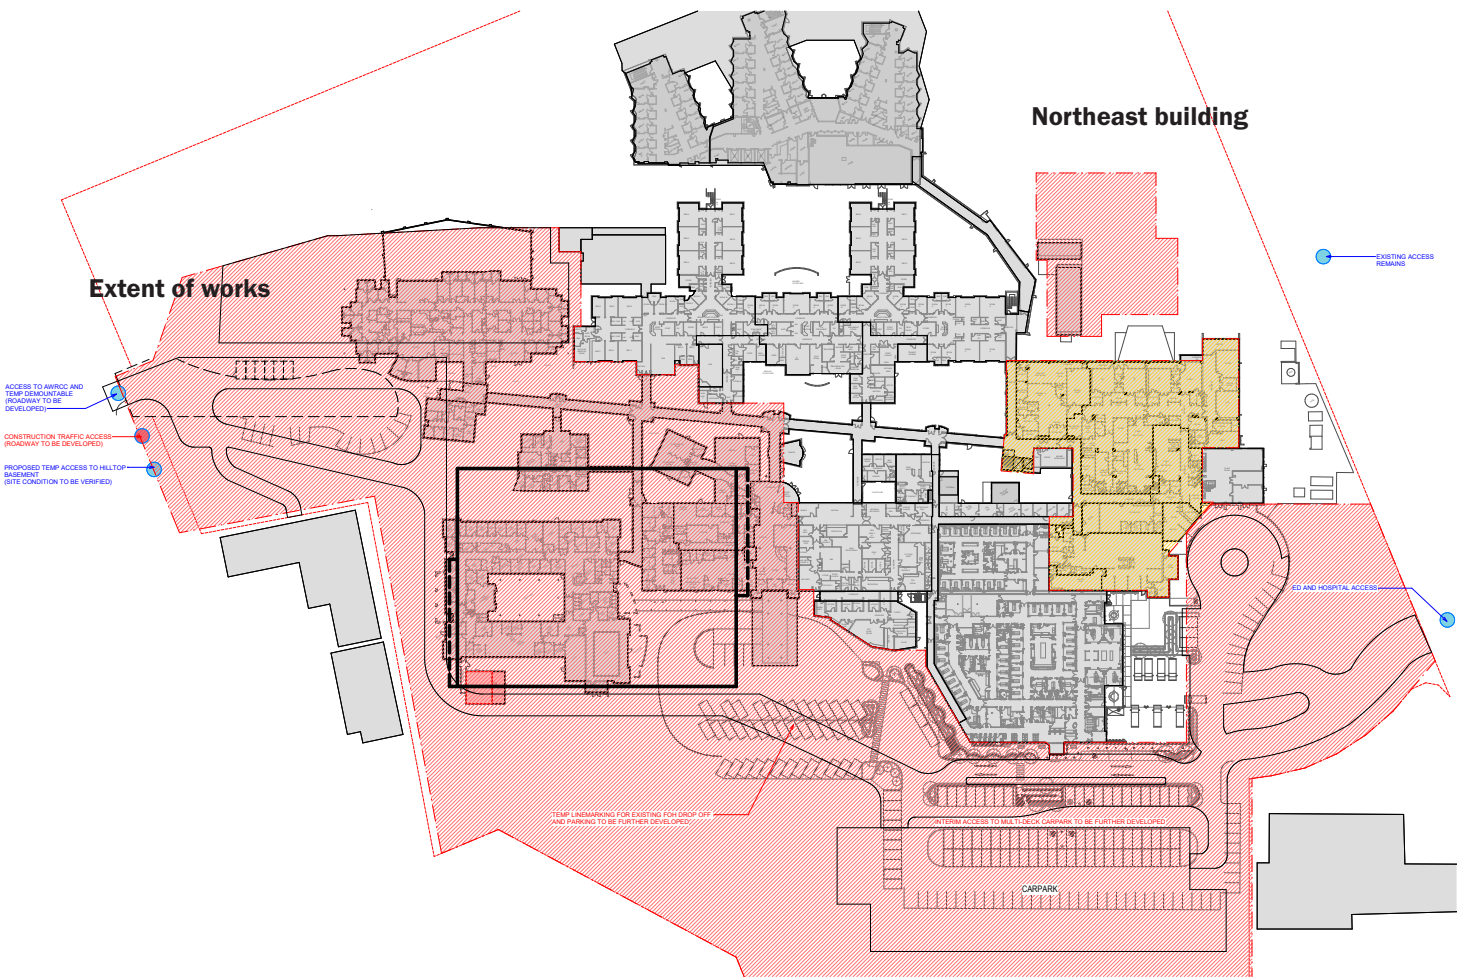 Northeast building
EXISTING ACCESS
REMAINS
Extent of works
ACCESS TO AWRCC AND
TEMP DEMOUNTABLE
(ROADWAY TO BE
DEVELOPED)
CONSTRUCTION TRAFFIC ACCESS
(ROADWAY TO BE DEVELOPED)
PROPOSED TEMP ACCESS TO HILLTOP
BASEMENT
(SITE CONDITION TO BE VERIFIED)
ED AND HOSPITAL ACCESS
TEMP LINEMARKING FOR EXISTING FOH DROP OFF
AND PARKING TO BE FURTHER DEVELOPED
INTERIM ACCESS TO MULTI-DECK CARPARK TO BE FURTHER DEVELOPED
CARPARK